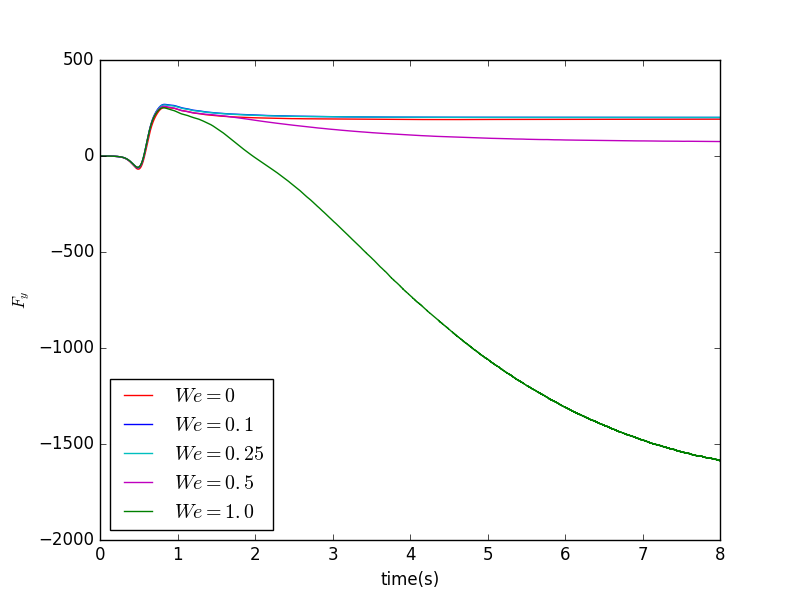 500
0
−500
−1000
−1500
−2000
F_y
We = 0
We = 0.1
We = 0.25
We = 0.5
We = 1.0
0 1 2 3 4 5 6 7 8
time(s)